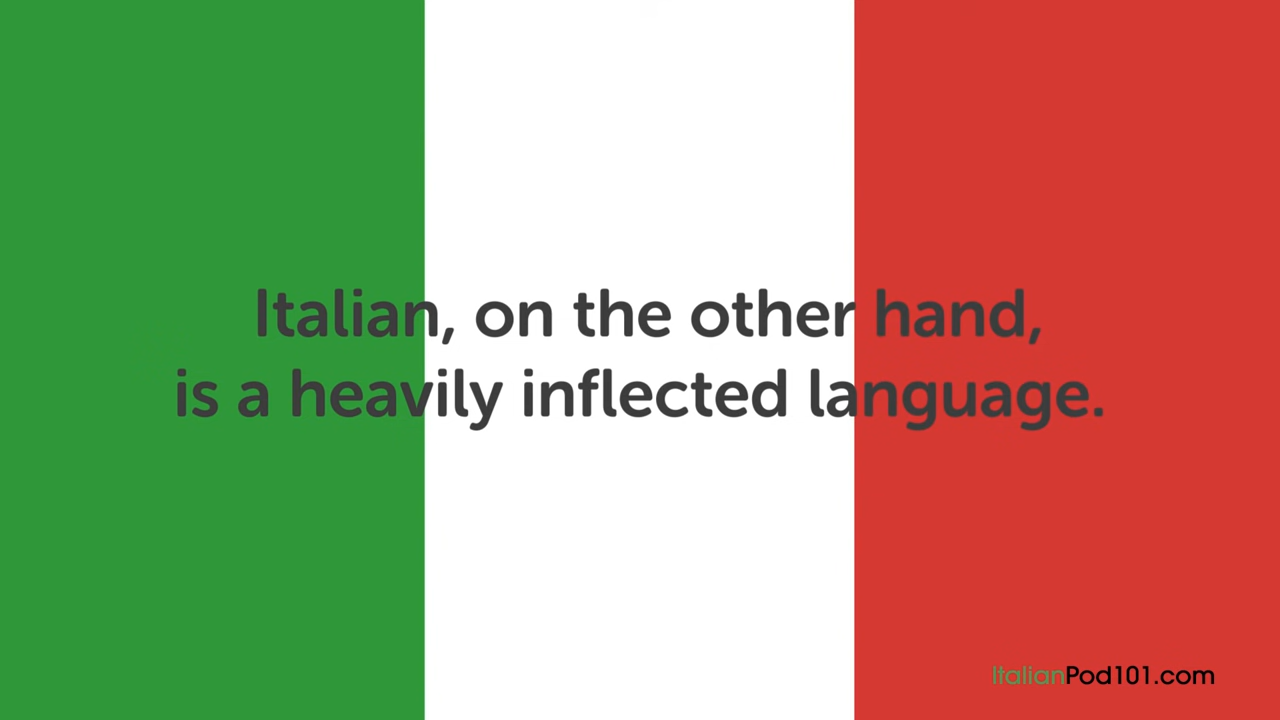 Italian, on the other hand,
is a heavily inflected language.
ItalianPod101.com